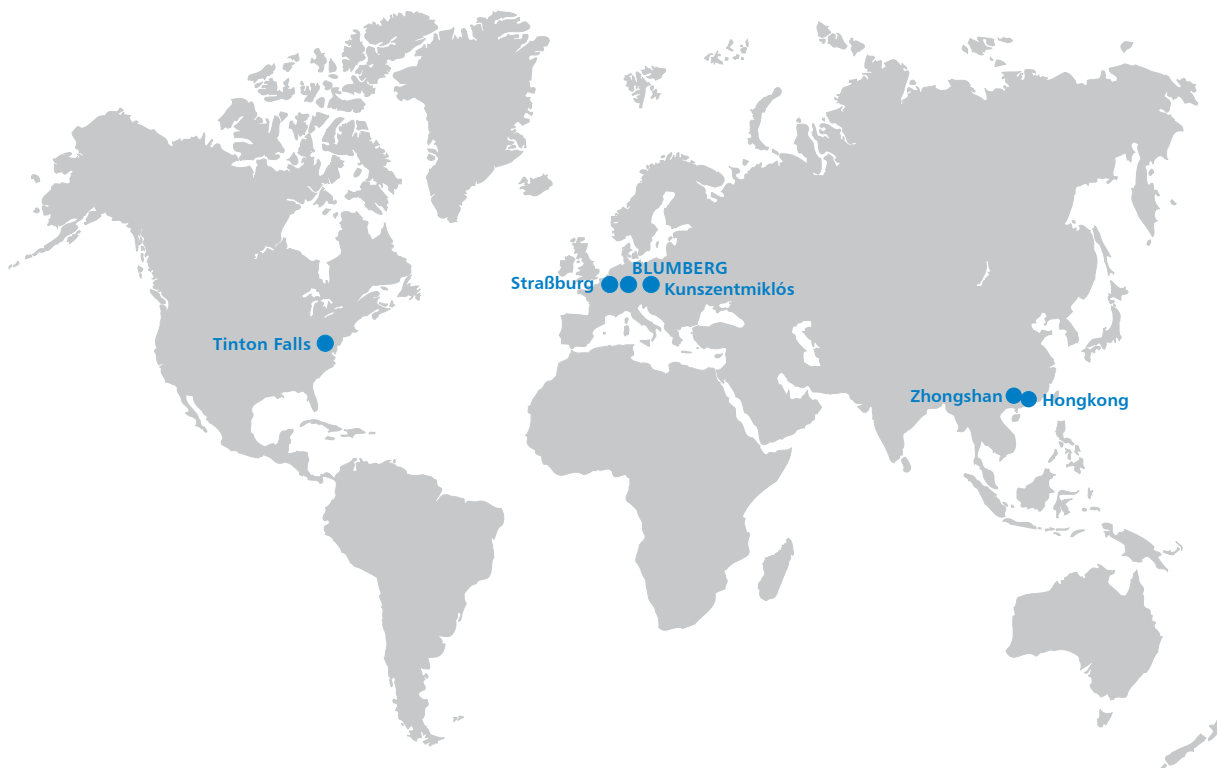 BLUMBERG
Straßburg
Kunszentmiklós
Tinton Falls
Zhongshan
Hongkong